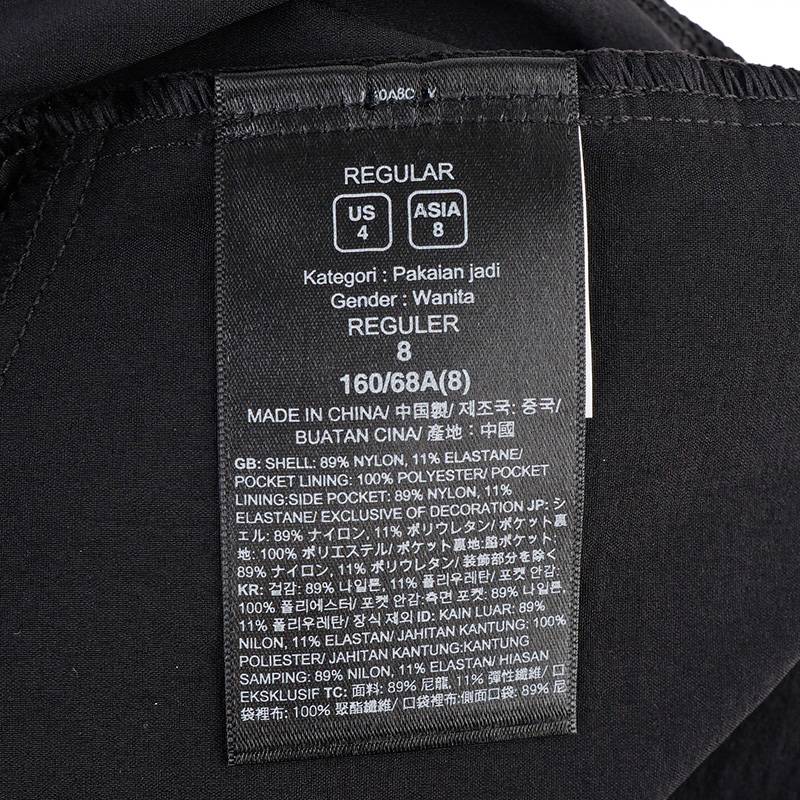 REGULAR
US ASIA
4 8
Kategori : Pakaian jadi
Gender : Wanita
REGULER
8
160/68A(8)
MADE IN CHINA/ 中国製/ 제조국: 중국/
BUATAN CINA/ 產地：中國
GB: SHELL: 89% NYLON, 11% ELASTANE/
POCKET LINING: 100% POLYESTER/ POCKET
LINING:SIDE POCKET: 89% NYLON, 11%
ELASTANE/ EXCLUSIVE OF DECORATION JP: シ
ェル: 89% ナイロン, 11% ポリウレタン/ ポケット裏
地: 100% ポリエステル/ ポケット裏地:脇ポケット:
89% ナイロン, 11% ポリウレタン/ 装飾部分を除く
KR: 겉감: 89% 나일론, 11% 폴리우레탄/ 포켓 안감:
100% 폴리에스터/ 포켓 안감:측면 포켓: 89% 나일론,
11% 폴리우레탄/ 장식 제외 ID: KAIN LUAR: 89%
NILON, 11% ELASTAN/ JAHITAN KANTUNG: 100%
POLIESTER/ JAHITAN KANTUNG:KANTUNG
SAMPING: 89% NILON, 11% ELASTAN/ HIASAN
EKSKLUSIF TC: 面料: 89% 尼龍, 11% 彈性纖維/ 口
袋裡布: 100% 聚酯纖維/ 口袋裡布:側面口袋: 89% 尼